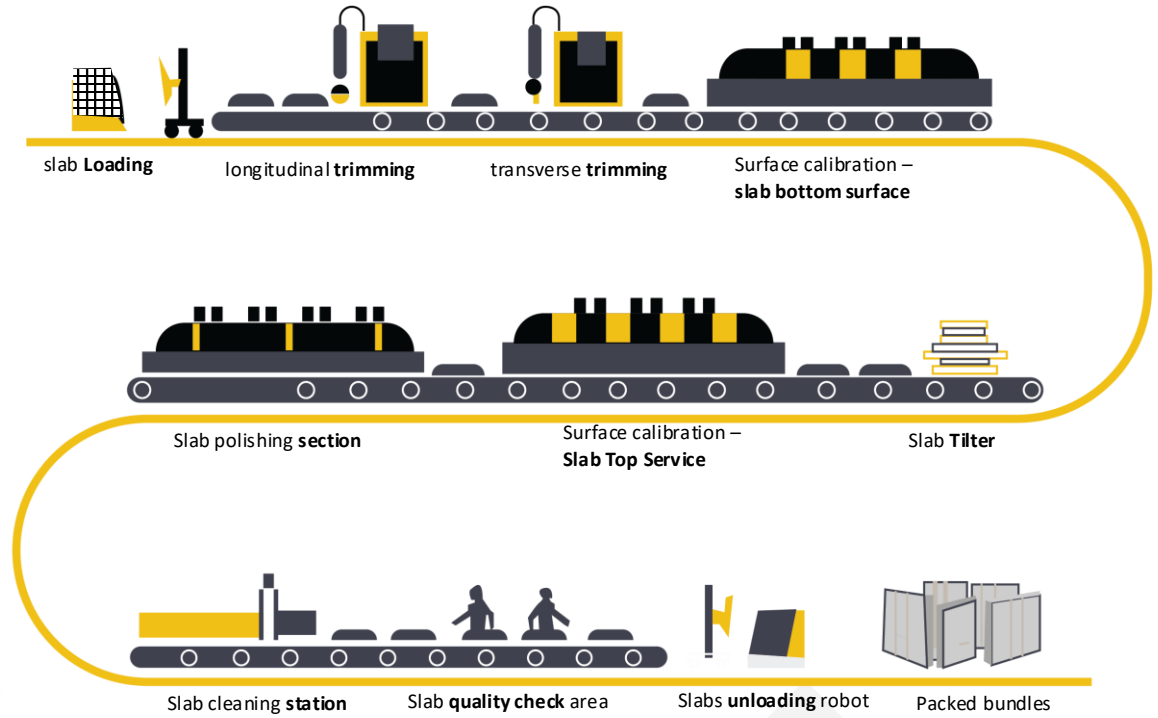 slab Loading
longitudinal trimming
transverse trimming
Surface calibration –
slab bottom surface
Slab Tilter
Surface calibration –
Slab Top Service
Slab polishing section
Slab cleaning station
Slab quality check area
Slabs unloading robot
Packed bundles